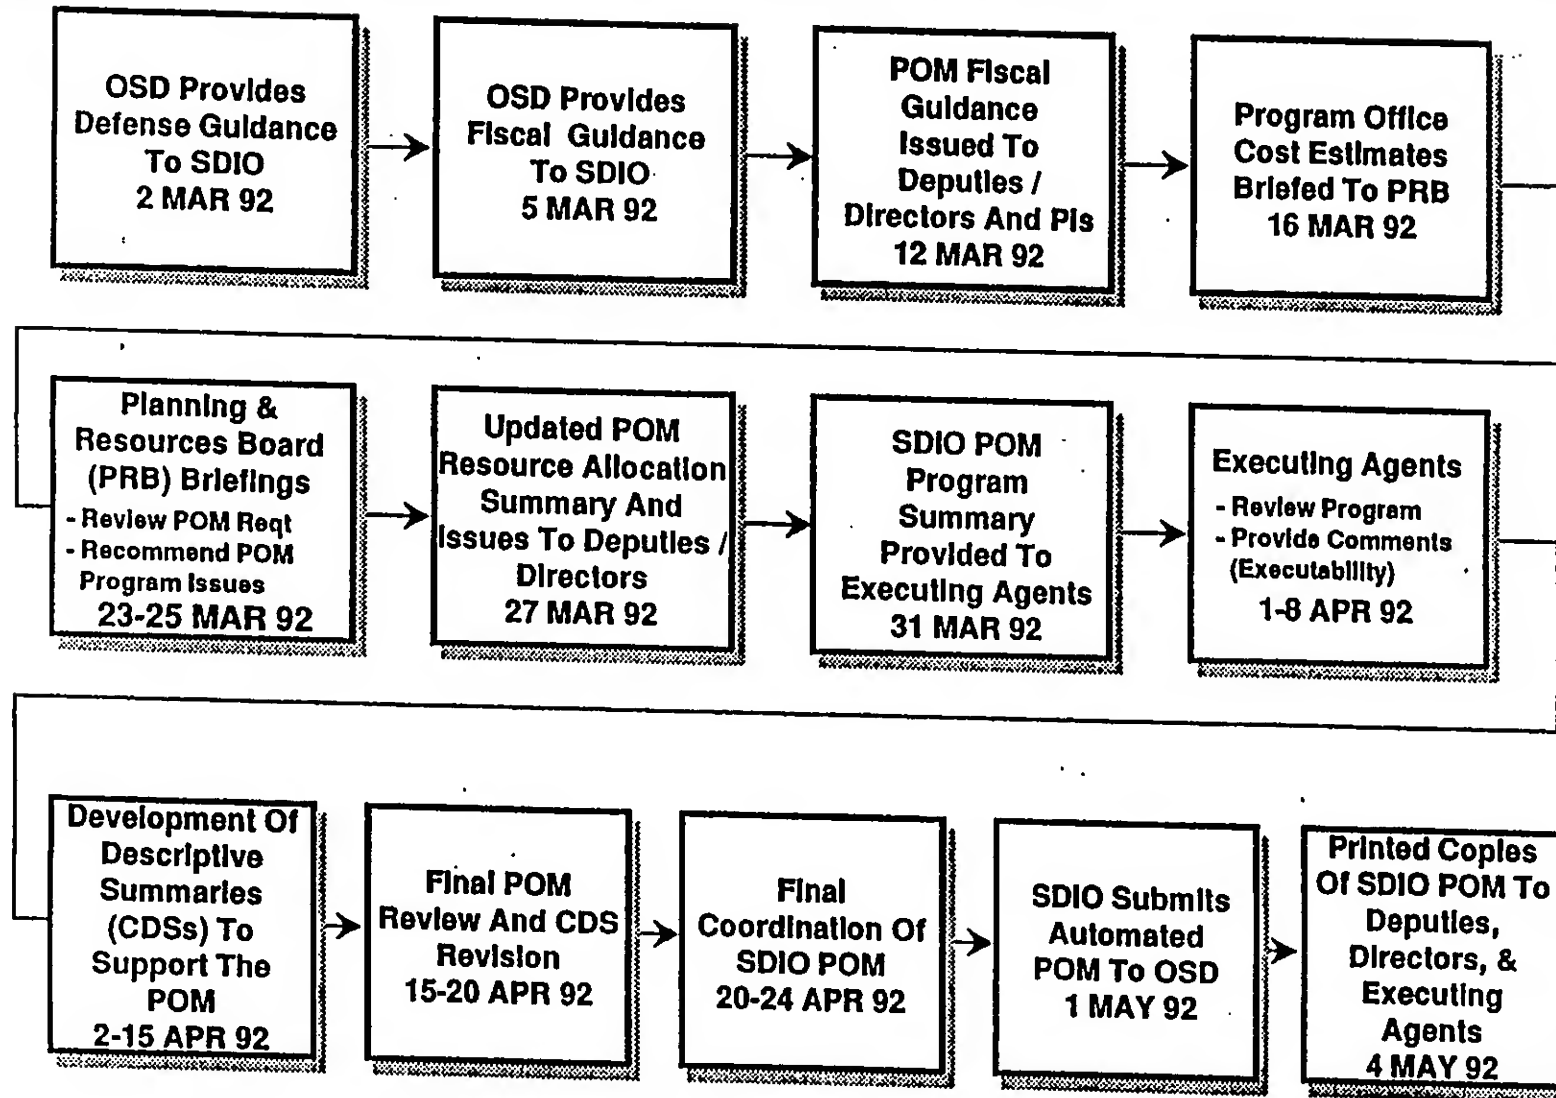 OSD Provides
Defense Guidance
To SDIO
2 MAR 92
OSD Provides
Fiscal Guidance
To SDIO
5 MAR 92
POM Fiscal
Guidance
Issued To
Deputies /
Directors And PIs
12 MAR 92
Program Office
Cost Estimates
Briefed To PRB
16 MAR 92
Planning &
Resources Board
(PRB) Briefings
- Review POM Reqt
- Recommend POM
Program Issues
23-25 MAR 92
Updated POM
Resource Allocation
Summary And
Issues To Deputies /
Directors
27 MAR 92
SDIO POM
Program
Summary
Provided To
Executing Agents
31 MAR 92
Executing Agents
- Review Program
- Provide Comments
(Executability)
1-8 APR 92
Development Of
Descriptive
Summaries
(CDSs) To
Support The
POM
2-15 APR 92
Final POM
Review And CDS
Revision
15-20 APR 92
Final
Coordination Of
SDIO POM
20-24 APR 92
SDIO Submits
Automated
POM To OSD
1 MAY 92
Printed Copies
Of SDIO POM To
Deputies,
Directors, &
Executing
Agents
4 MAY 92